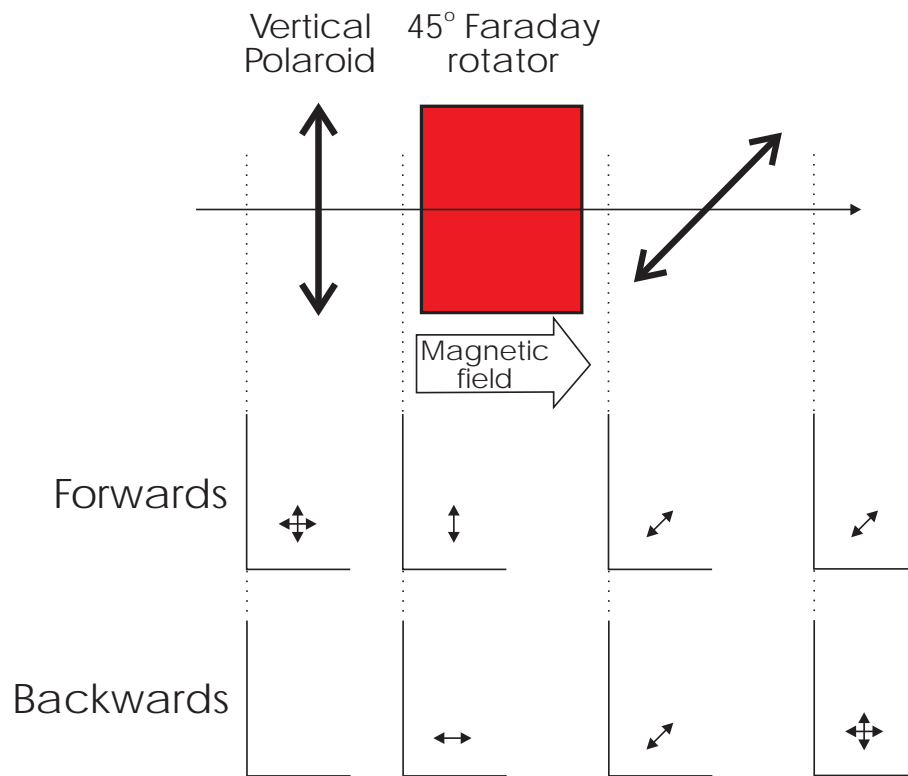 Vertical
Polaroid
45° Faraday
rotator
Magnetic
field
Forwards
Backwards